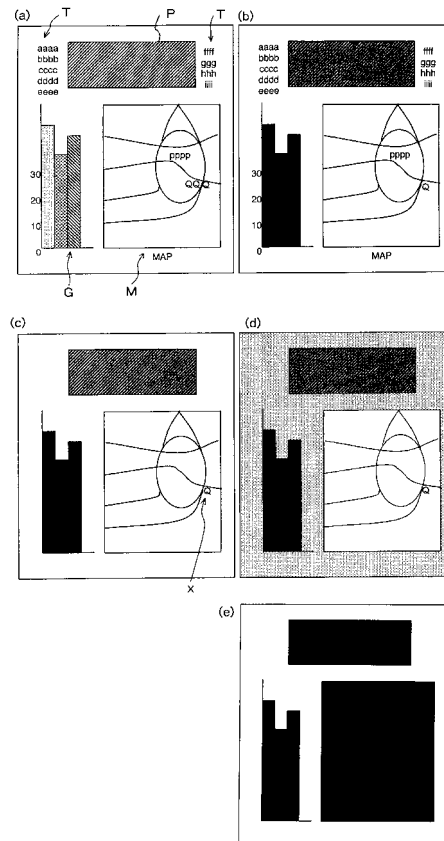 (a) T P T
aaaa
bbbb
cccc
dddd
eeee
ffff
ggg
hhh
iiii
30
20
10
0
pppp
QQ Q
MAP
G M
(b)
aaaa
bbbb
cccc
dddd
eeee
ffff
ggg
hhh
iiii
30
20
10
0
pppp
Q
MAP
(c)
Q
X
(d)
Q
(e)